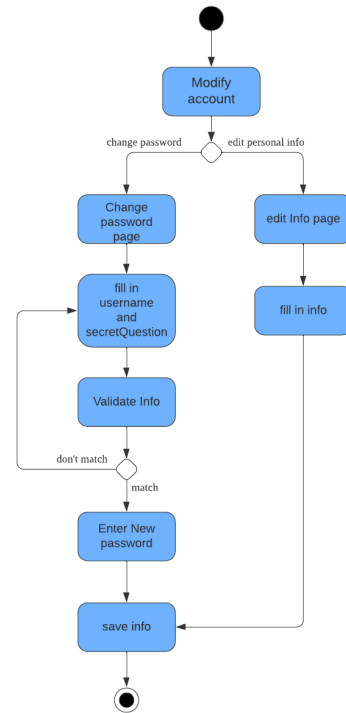 Modify
account
change password
edit personal info
Change
password
page
edit Info page
fill in
username
and
secretQuestion
fill in info
Validate Info
don't match
match
Enter New
password
save info